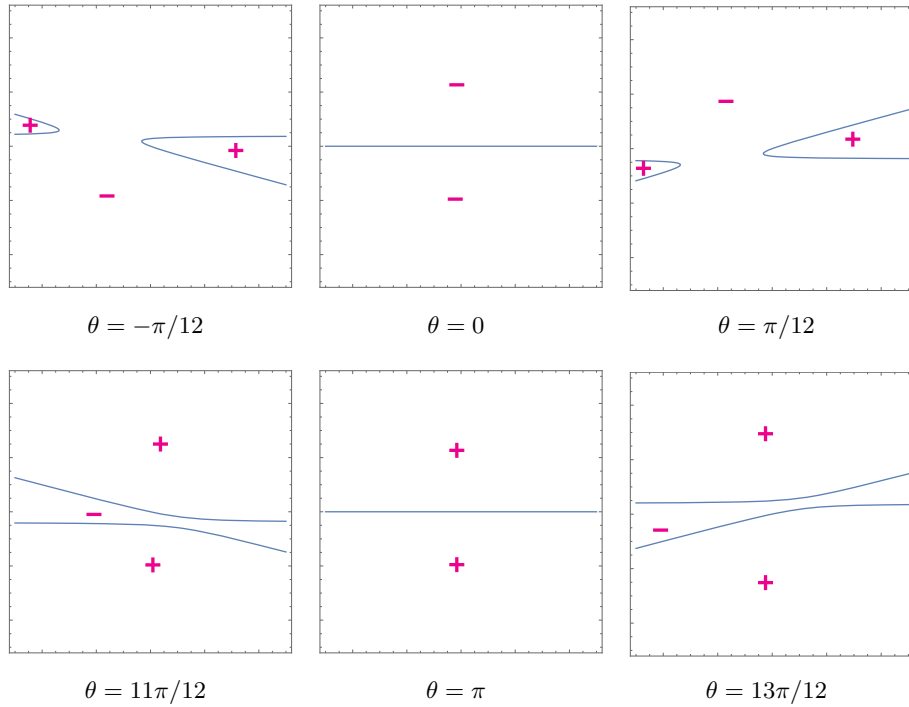 + − +
− −
+ − +
θ = −π/12
θ = 0
θ = π/12
+ − +
+ +
+ − +
θ = 11π/12
θ = π
θ = 13π/12